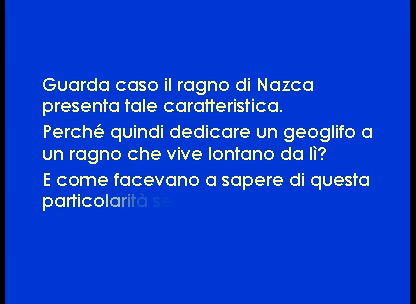 Guarda caso il ragno di Nazca
presenta tale caratteristica.
Perché quindi dedicare un geoglifo a
un ragno che vive lontano da lì?
E come facevano a sapere di questa
particolarità se